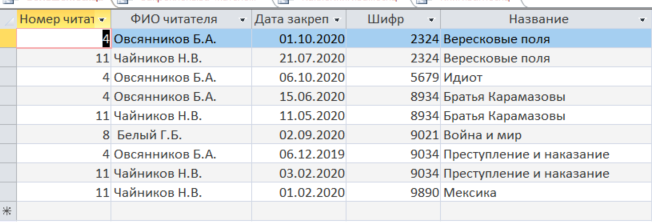 Номер читат ФИО читателя Дата закреп Шифр Название
4 Овсянников Б.А. 01.10.2020 2324 Вересковые поля
11 Чайников Н.В. 21.07.2020 2324 Вересковые поля
4 Овсянников Б.А. 06.10.2020 5679 Идиот
4 Овсянников Б.А. 15.06.2020 8934 Братья Карамазовы
11 Чайников Н.В. 11.05.2020 8934 Братья Карамазовы
8 Белый Г.Б. 02.09.2020 9021 Война и мир
4 Овсянников Б.А. 06.12.2019 9034 Преступление и наказание
11 Чайников Н.В. 03.02.2020 9034 Преступление и наказание
11 Чайников Н.В. 01.02.2020 9890 Мексика